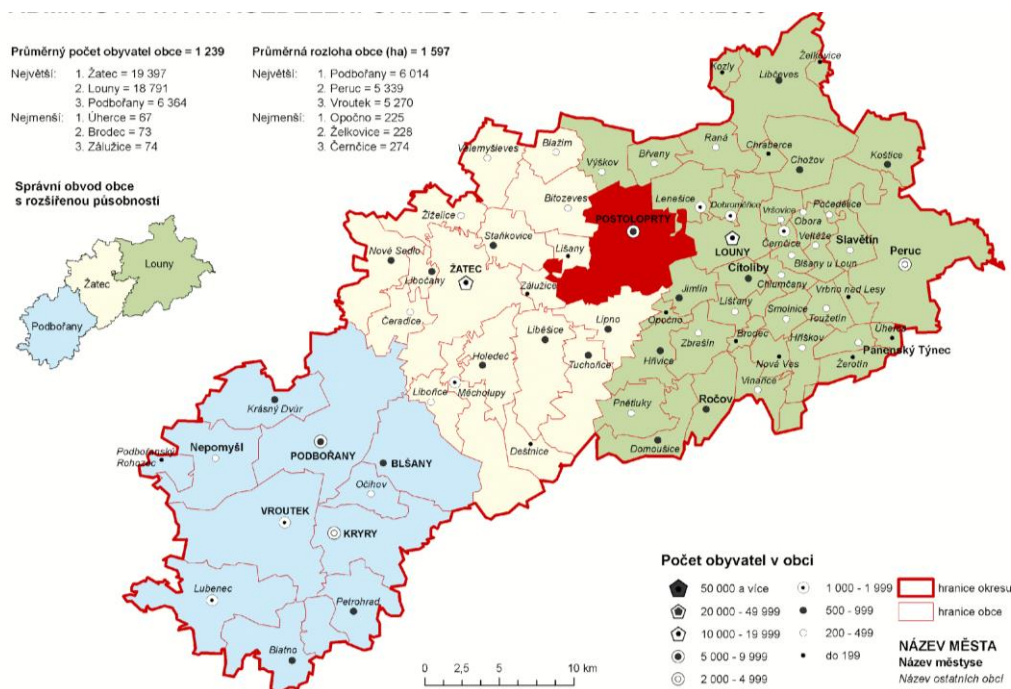 Průměrný počet obyvatel obce = 1 239
Největší: 1. Žatec = 19 397
2. Louny = 18 791
3. Podbořany = 6 364
Nejmenší: 1. Úherce = 67
2. Brodec = 73
3. Zálužice = 74
Průměrná rozloha obce (ha) = 1 597
Největší: 1. Podbořany = 6 014
2. Peruc = 5 339
3. Vroutek = 5 270
Nejmenší: 1. Opočno = 225
2. Želkovice = 228
3. Černčice = 274
Správní obvod obce
s rozšířenou působností
Louny
Žatec
Podbořany
Kozly
Želkovice
Libčeves
Raná
Chraberce
Chožov
Koštice
Blažim
Velemyšleves
Výškov
Břvany
Bitozeves
Lenešice
Dobroměřice
Počedělice
Vršovice
Obora
POSTOLOPRTY
Žiželice
Staňkovice
Lišany
LOUNY
Černčice
Veltěže
Slavětín
Peruc
Nové Sedlo
Libočany
ŽATEC
Zálužice
Blšany u Loun
Cítoliby
Chlumčany
Jimlín
Vrbno nad Lesy
Čeradice
Lipno
Opočno
Líšťany
Smolnice
Toužetín
Liběšice
Zbrašín
Brodec
Hříškov
Úherce
Panenský Týnec
Holedeč
Tuchořice
Hřivice
Nová Ves
Žerotín
Libořice
Měcholupy
Vinařice
Krásný Dvůr
Pnětluky
Ročov
Deštnice
Domoušice
Nepomyšl
Podbořanský
Rohozec
PODBOŘANY
BLŠANY
Očihov
VROUTEK
KRYRY
Lubenec
Petrohrad
Blatno
Počet obyvatel v obci
50 000 a více
20 000 - 49 999
10 000 - 19 999
5 000 - 9 999
2 000 - 4 999
1 000 - 1 999
500 - 999
200 - 499
do 199
hranice okresu
hranice obce
NÁZEV MĚSTA
Název městyse
Název ostatních obcí
0 2,5 5 10 km